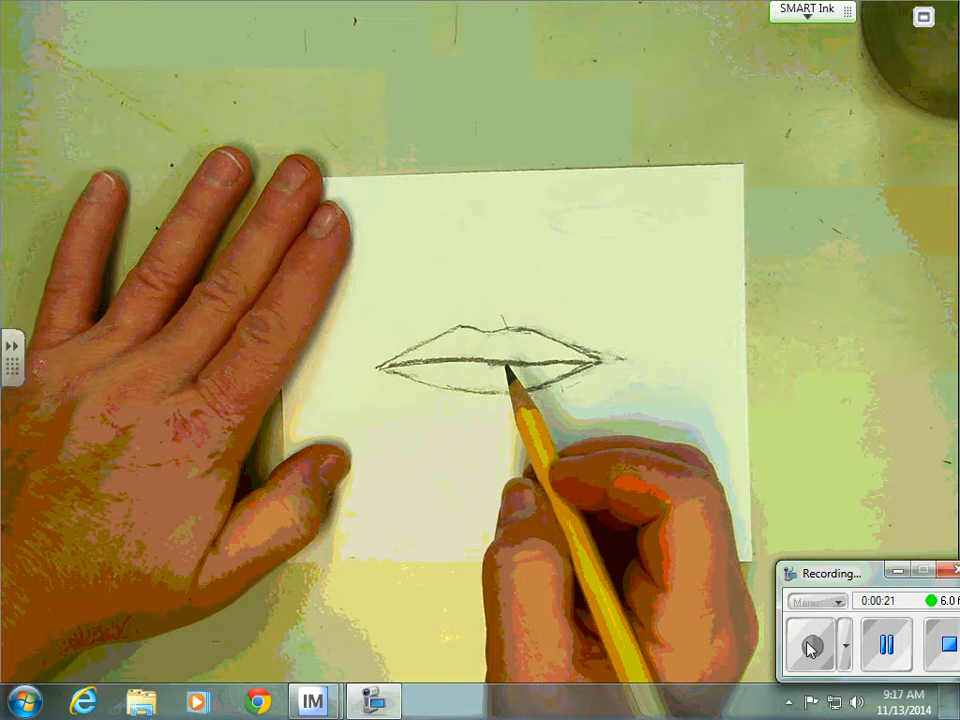 SMART Ink
Recording...
Menu
0:00:21
6.0 f
IM
9:17 AM
11/13/2014